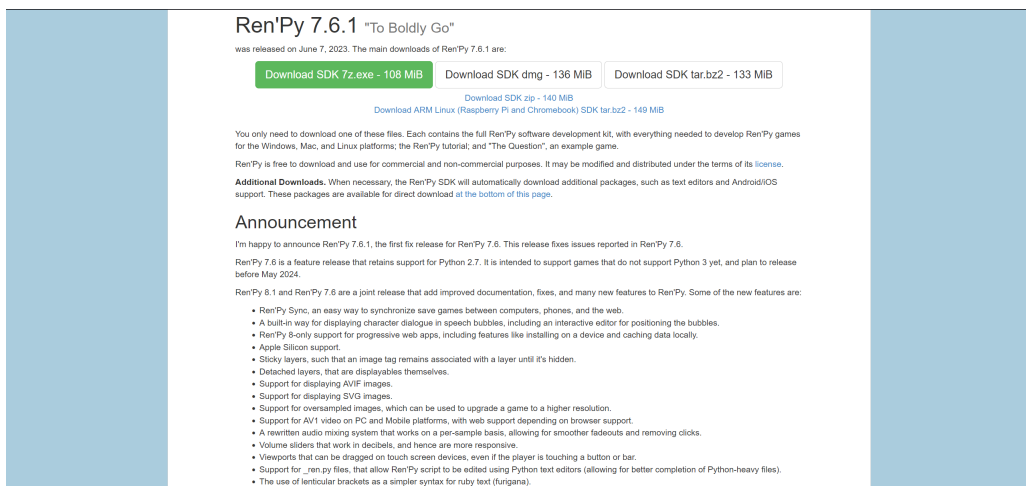 Ren'Py 7.6.1 "To Boldly Go"
was released on June 7, 2023. The main downloads of Ren'Py 7.6.1 are:
Download SDK 7z.exe - 108 MiB Download SDK dmg - 136 MiB Download SDK tar.bz2 - 133 MiB
Download SDK zip - 140 MiB
Download ARM Linux (Raspberry Pi and Chromebook) SDK tar.bz2 - 149 MiB
You only need to download one of these files. Each contains the full Ren'Py software development kit, with everything needed to develop Ren'Py games
for the Windows, Mac, and Linux platforms; the Ren'Py tutorial; and "The Question", an example game.
Ren'Py is free to download and use for commercial and non-commercial purposes. It may be modified and distributed under the terms of its license.
Additional Downloads. When necessary, the Ren'Py SDK will automatically download additional packages, such as text editors and Android/iOS
support. These packages are available for direct download at the bottom of this page.
Announcement
I'm happy to announce Ren'Py 7.6.1, the first fix release for Ren'Py 7.6. This release fixes issues reported in Ren'Py 7.6.
Ren'Py 7.6 is a feature release that retains support for Python 2.7. It is intended to support games that do not support Python 3 yet, and plan to release
before May 2024.
Ren'Py 8.1 and Ren'Py 7.6 are a joint release that add improved documentation, fixes, and many new features to Ren'Py. Some of the new features are:
• Ren'Py Sync, an easy way to synchronize save games between computers, phones, and the web.
• A built-in way for displaying character dialogue in speech bubbles, including an interactive editor for positioning the bubbles.
• Ren'Py 8-only support for progressive web apps, including features like installing on a device and caching data locally.
• Apple Silicon support.
• Sticky layers, such that an image tag remains associated with a layer until it's hidden.
• Detached layers, that are displayables themselves.
• Support for displaying AVIF images.
• Support for displaying SVG images.
• Support for oversampled images, which can be used to upgrade a game to a higher resolution.
• Support for AV1 video on PC and Mobile platforms, with web support depending on browser support.
• A rewritten audio mixing system that works on a per-sample basis, allowing for smoother fadeouts and removing clicks.
• Volume sliders that work in decibels, and hence are more responsive.
• Viewports that can be dragged on touch screen devices, even if the player is touching a button or bar.
• Support for _ren.py files, that allow Ren'Py script to be edited using Python text editors (allowing for better completion of Python-heavy files).
• The use of lenticular brackets as a simpler syntax for ruby text (furigana).